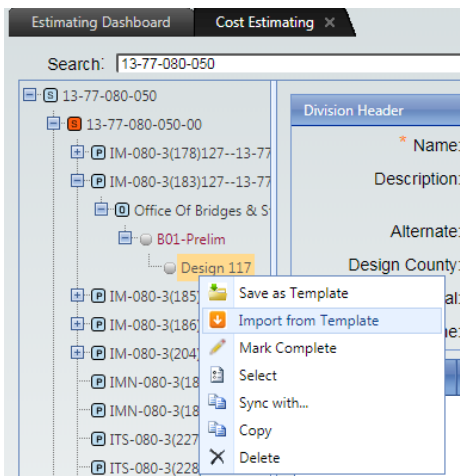 Estimating Dashboard Cost Estimating ×
Search: 13-77-080-050
S 13-77-080-050
S 13-77-080-050-00
P IM-080-3(178)127--13-77
P IM-080-3(183)127--13-77
O Office Of Bridges & S
B01-Prelim
Design 117
P IM-080-3(185)
P IM-080-3(186)
P IM-080-3(204)
P IMN-080-3(18
P IMN-080-3(18
P ITS-080-3(227
P ITS-080-3(228
Division Header
* Name:
Description:
Alternate:
Design County:
al:
ne:
Save as Template
Import from Template
Mark Complete
Select
Sync with...
Copy
Delete